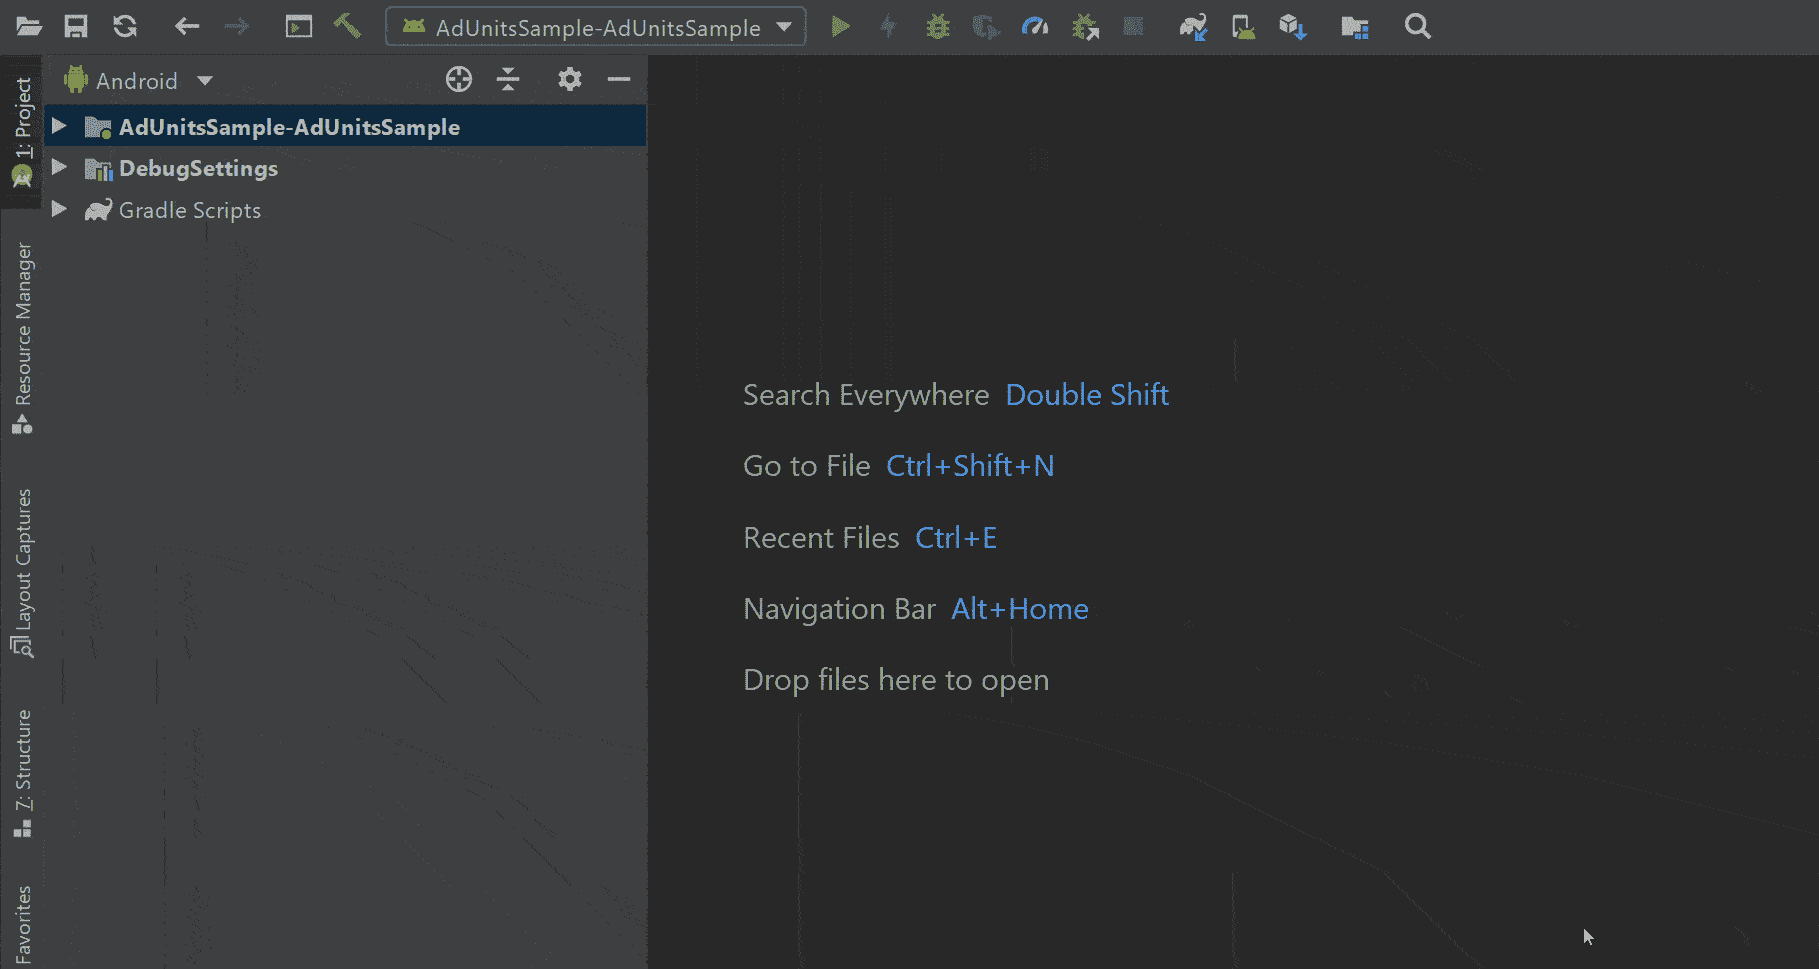 AdUnitsSample-AdUnitsSample
Android
AdUnitsSample-AdUnitsSample
DebugSettings
Gradle Scripts
1: Project
Resource Manager
Layout Captures
7: Structure
Favorites
Search Everywhere Double Shift
Go to File Ctrl+Shift+N
Recent Files Ctrl+E
Navigation Bar Alt+Home
Drop files here to open